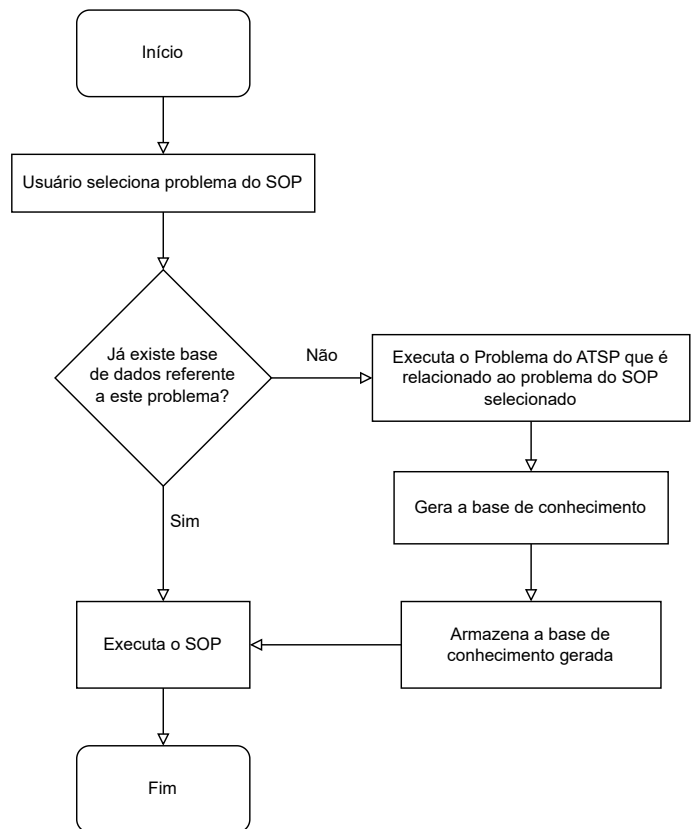 Início
Usuário seleciona problema do SOP
Já existe base
de dados referente
a este problema?
Não
Executa o Problema do ATSP que é
relacionado ao problema do SOP
selecionado
Gera a base de conhecimento
Sim
Armazena a base de
conhecimento gerada
Executa o SOP
Fim